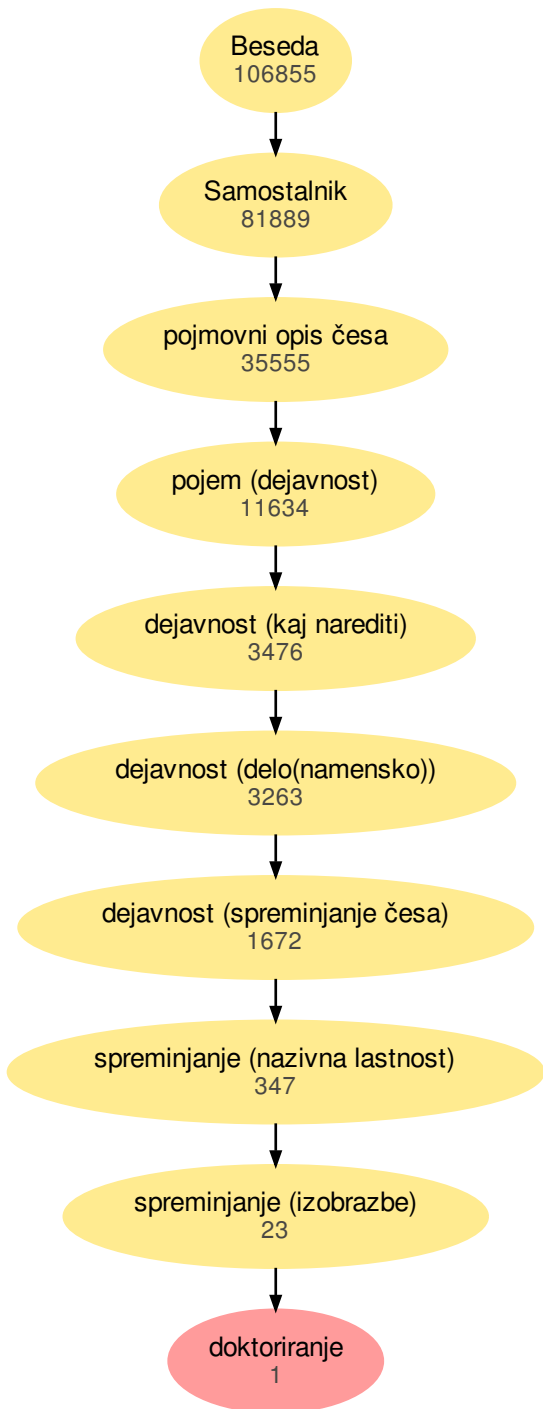 Beseda
106855
Samostalnik
81889
pojmovni opis česa
35555
pojem (dejavnost)
11634
dejavnost (kaj narediti)
3476
dejavnost (delo(namensko))
3263
dejavnost (spreminjanje česa)
1672
spreminjanje (nazivna lastnost)
347
spreminjanje (izobrazbe)
23
doktoriranje
1